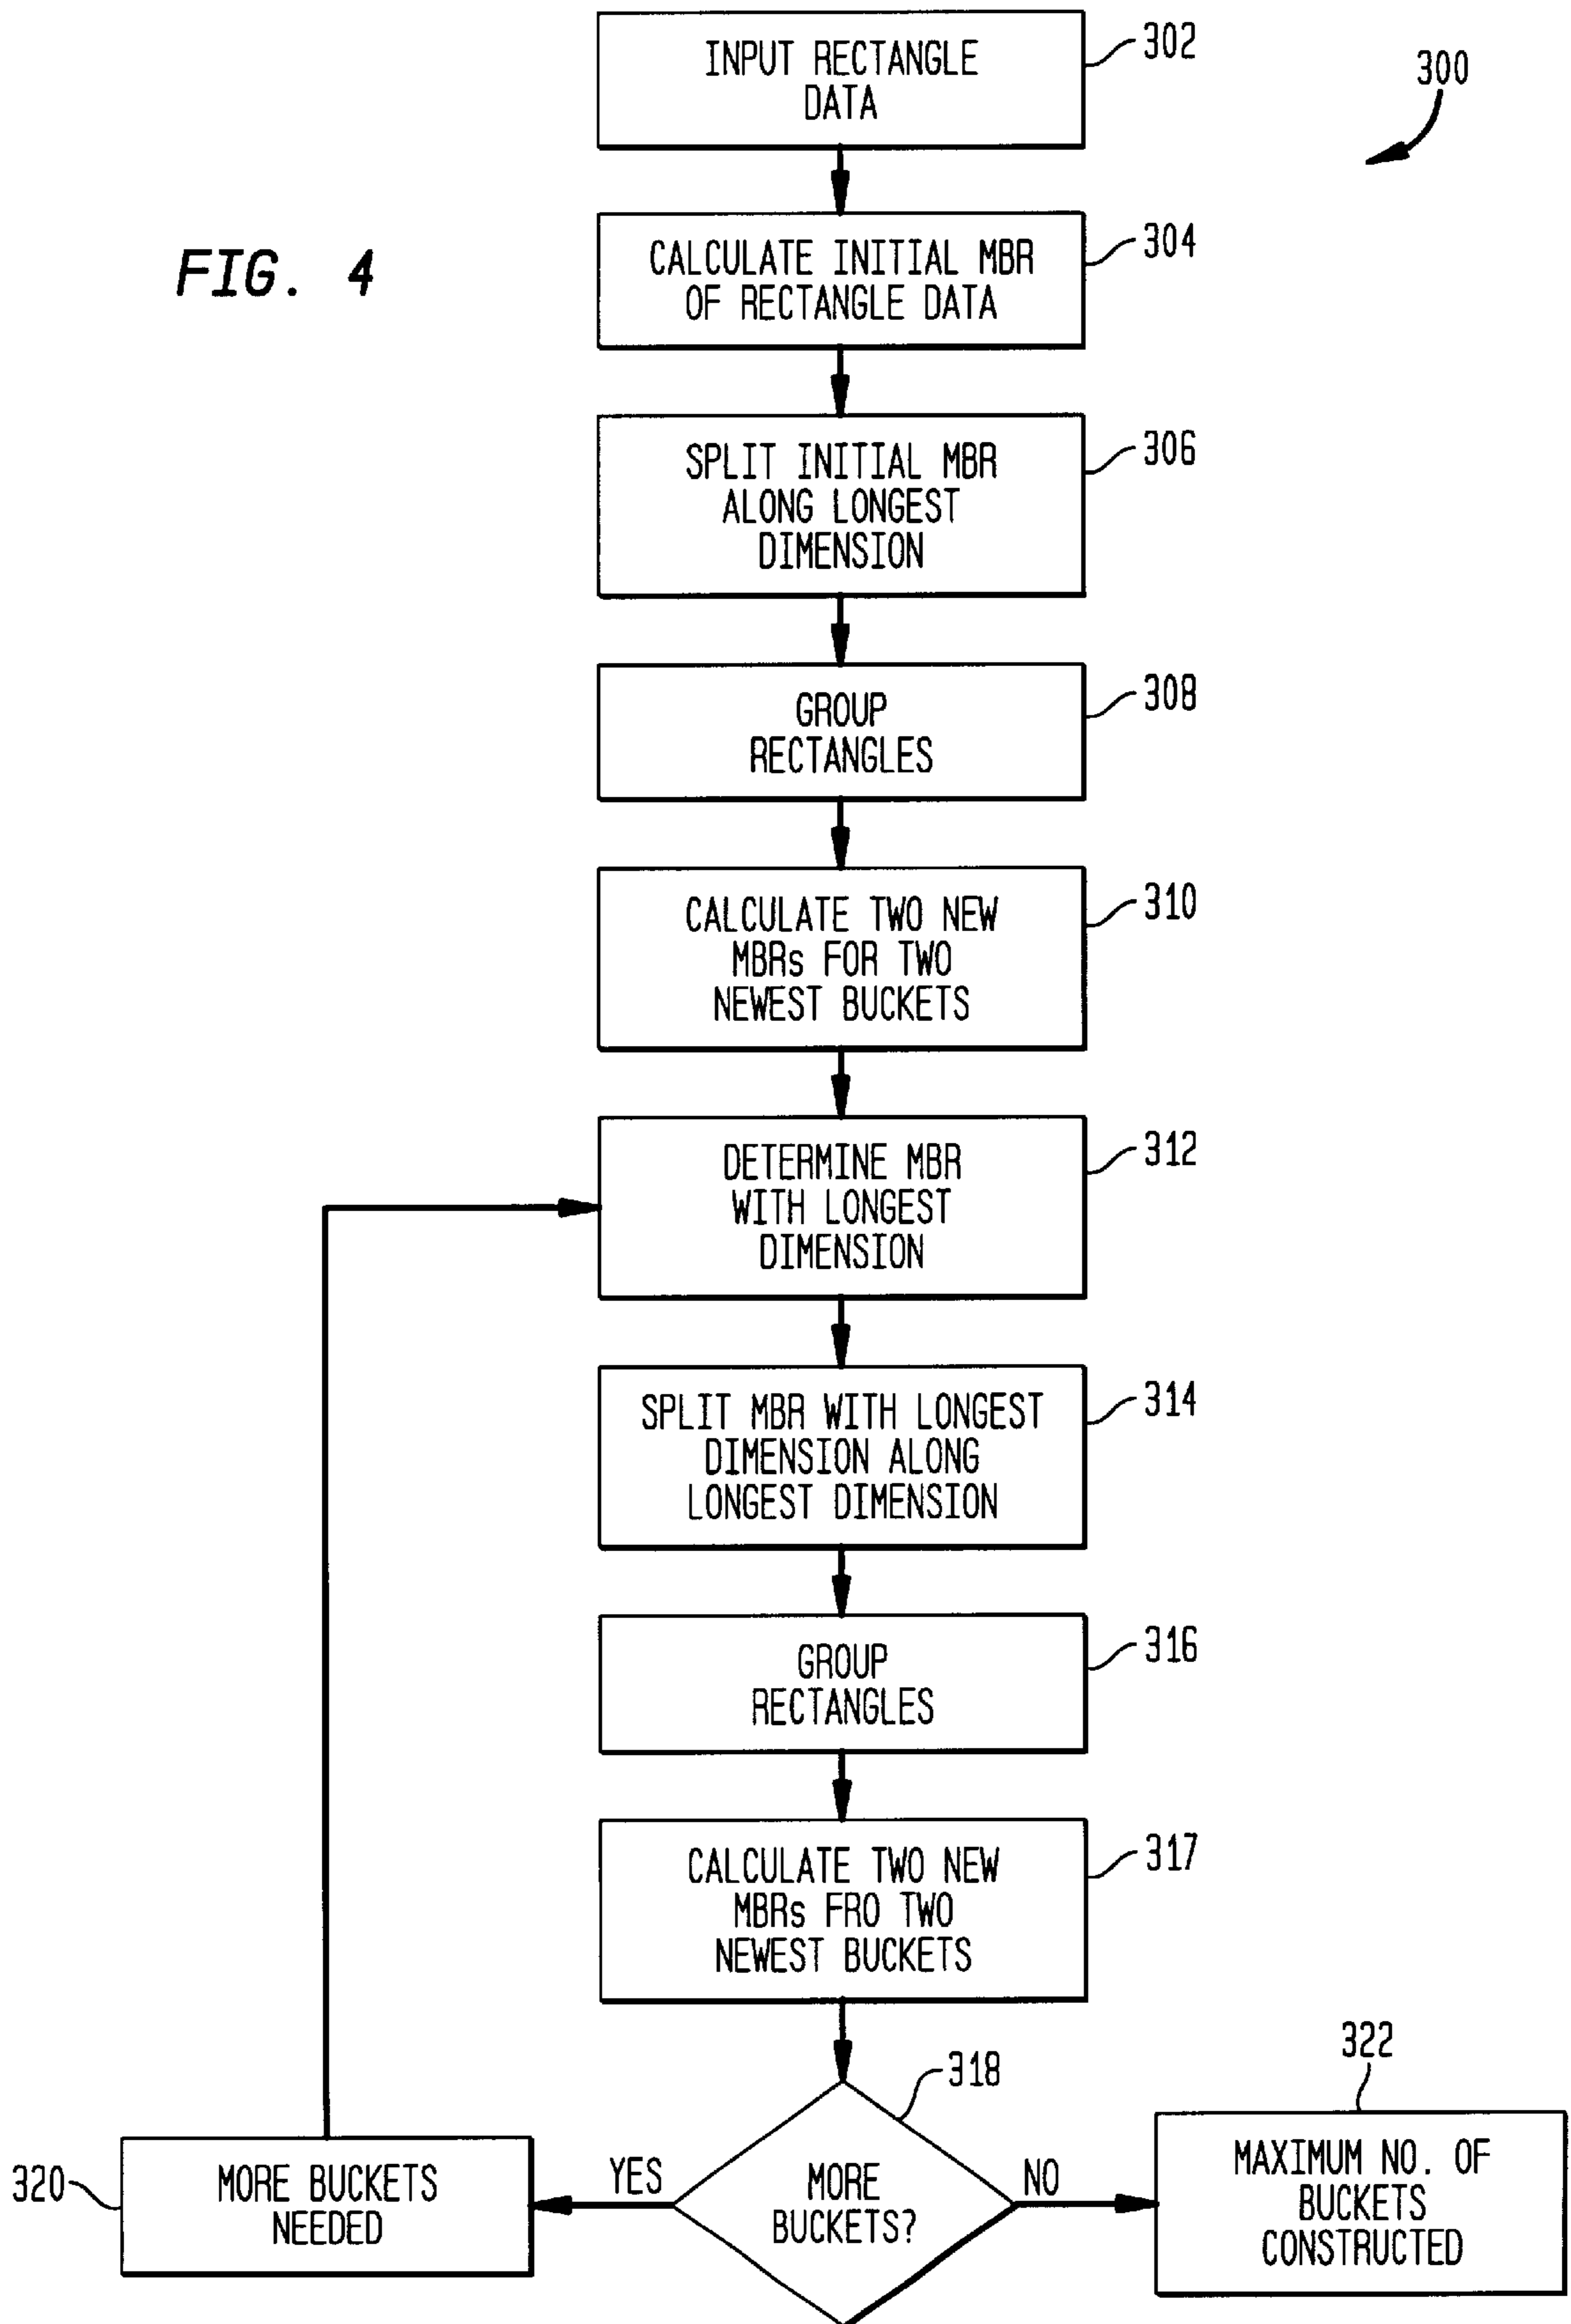 INPUT RECTANGLE
DATA
302
300
FIG. 4
CALCULATE INITIAL MBR
OF RECTANGLE DATA
304
SPLIT INITIAL MBR
ALONG LONGEST
DIMENSION
306
GROUP
RECTANGLES
308
CALCULATE TWO NEW
MBRs FOR TWO
NEWEST BUCKETS
310
DETERMINE MBR
WITH LONGEST
DIMENSION
312
SPLIT MBR WITH LONGEST
DIMENSION ALONG
LONGEST DIMENSION
314
GROUP
RECTANGLES
316
CALCULATE TWO NEW
MBRs FRO TWO
NEWEST BUCKETS
317
318
MORE
BUCKETS?
YES
NO
320
MORE BUCKETS
NEEDED
322
MAXIMUM NO. OF
BUCKETS
CONSTRUCTED